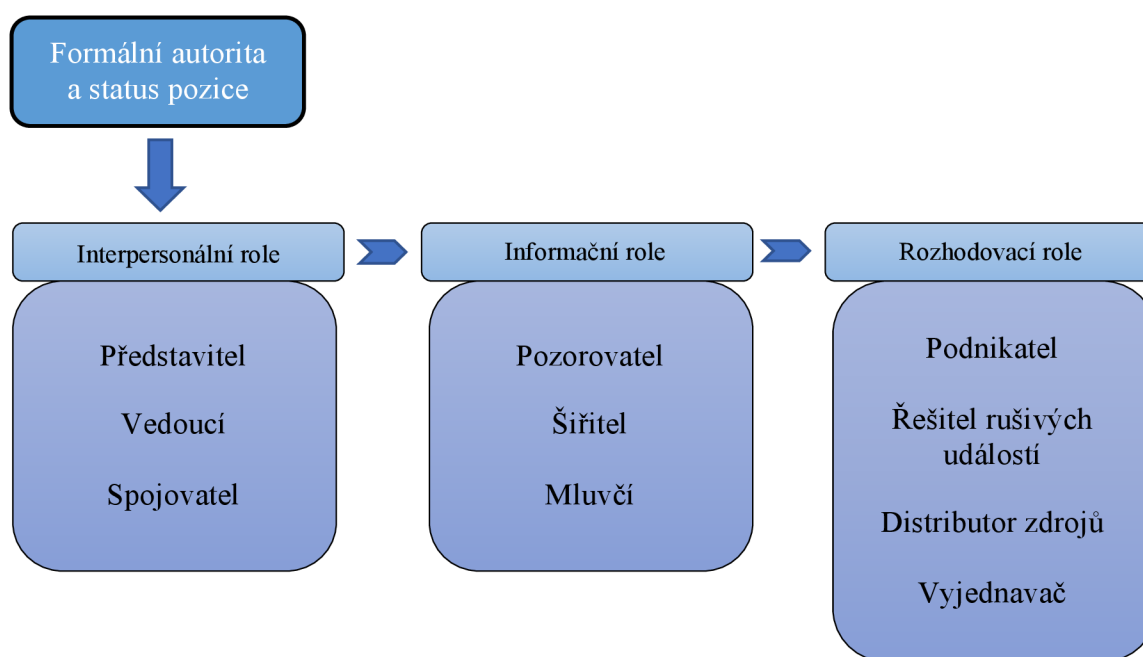 Formální autorita
a status pozice
Interpersonální role
Představitel
Vedoucí
Spojovatel
Informační role
Pozorovatel
Šiřitel
Mluvčí
Rozhodovací role
Podnikatel
Řešitel rušivých
událostí
Distributor zdrojů
Vyjednavač